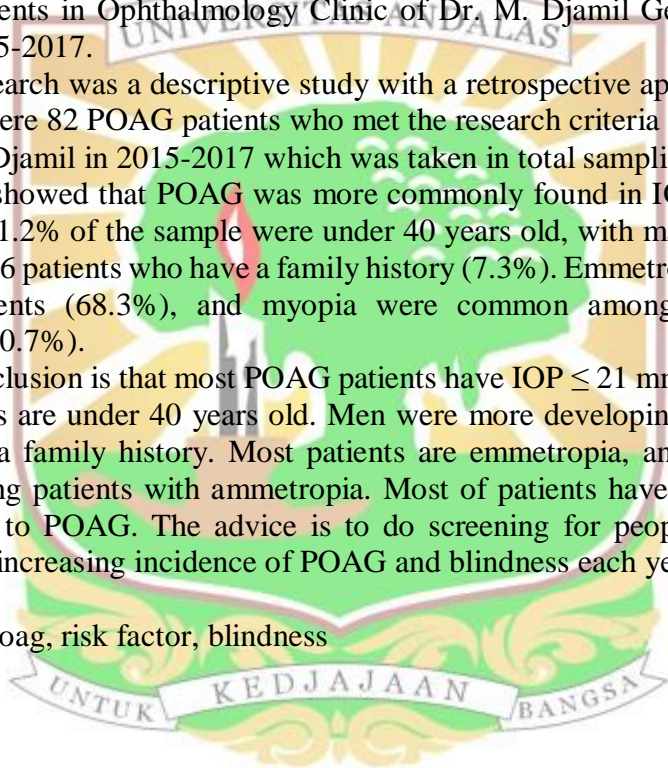 ents in Ophthalmology Clinic of Dr. M. Djamil Ge
UNIVERSITAS ANDALAS
5-2017.
earch was a descriptive study with a retrospective ap
ere 82 POAG patients who met the research criteria
Djamil in 2015-2017 which was taken in total sampli
showed that POAG was more commonly found in IO
1.2% of the sample were under 40 years old, with m
6 patients who have a family history (7.3%). Emmetro
ents (68.3%), and myopia were common among
0.7%).
clusion is that most POAG patients have IOP ≤ 21 mm
s are under 40 years old. Men were more developin
a family history. Most patients are emmetropia, an
ng patients with ammetropia. Most of patients have
to POAG. The advice is to do screening for peop
increasing incidence of POAG and blindness each ye
oag, risk factor, blindness
UNTUK KEDJAJAAN BANGSA